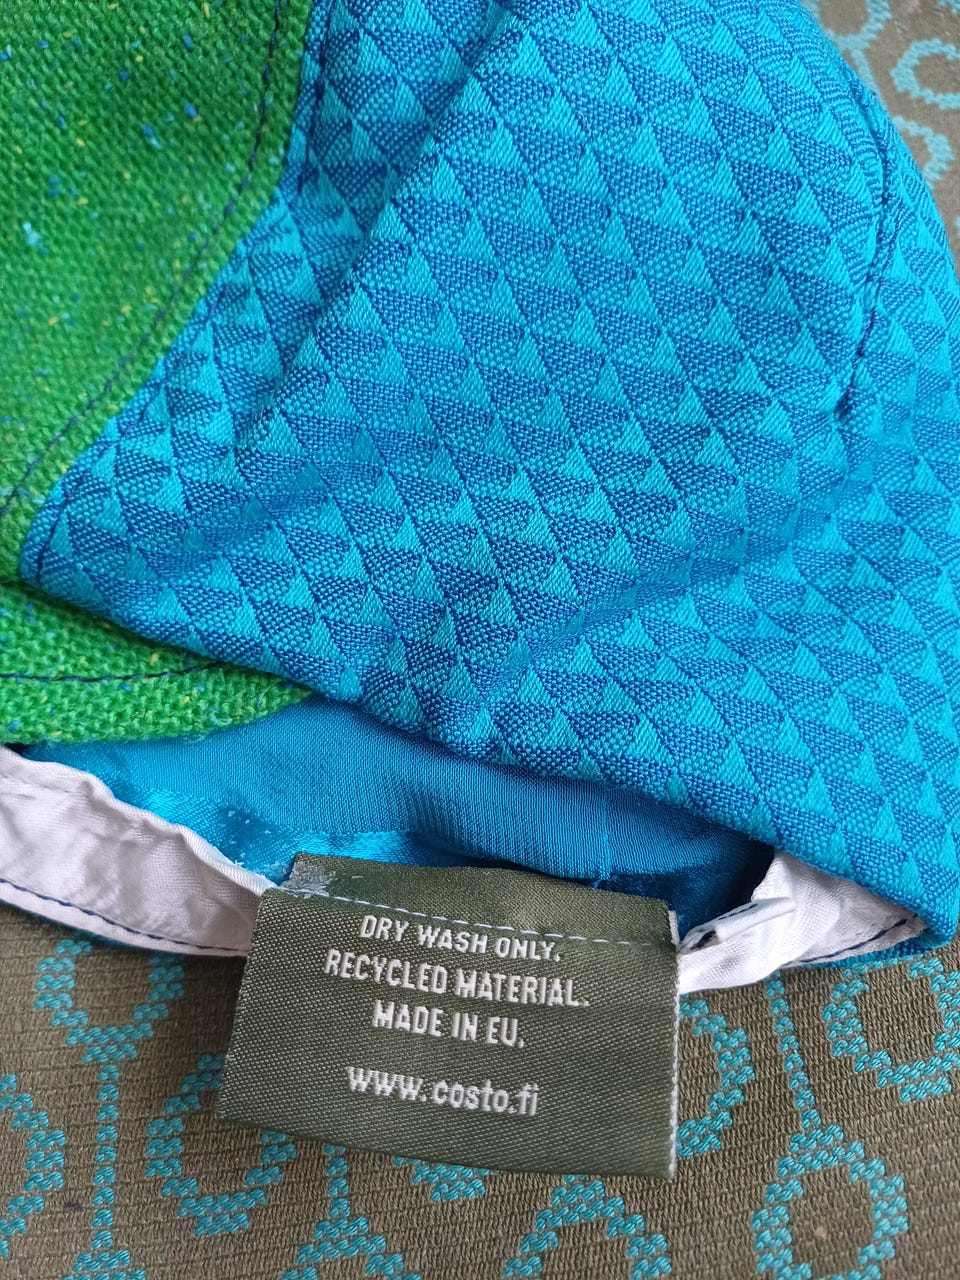 DRY WASH ONLY.
RECYCLED MATERIAL.
MADE IN EU.
www.costo.fi